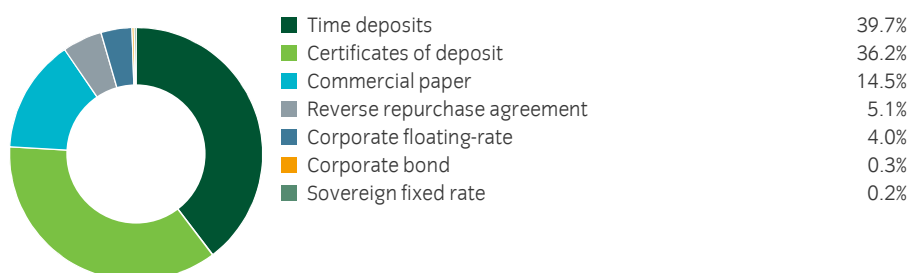 Time deposits 39.7%
Certificates of deposit 36.2%
Commercial paper 14.5%
Reverse repurchase agreement 5.1%
Corporate floating-rate 4.0%
Corporate bond 0.3%
Sovereign fixed rate 0.2%